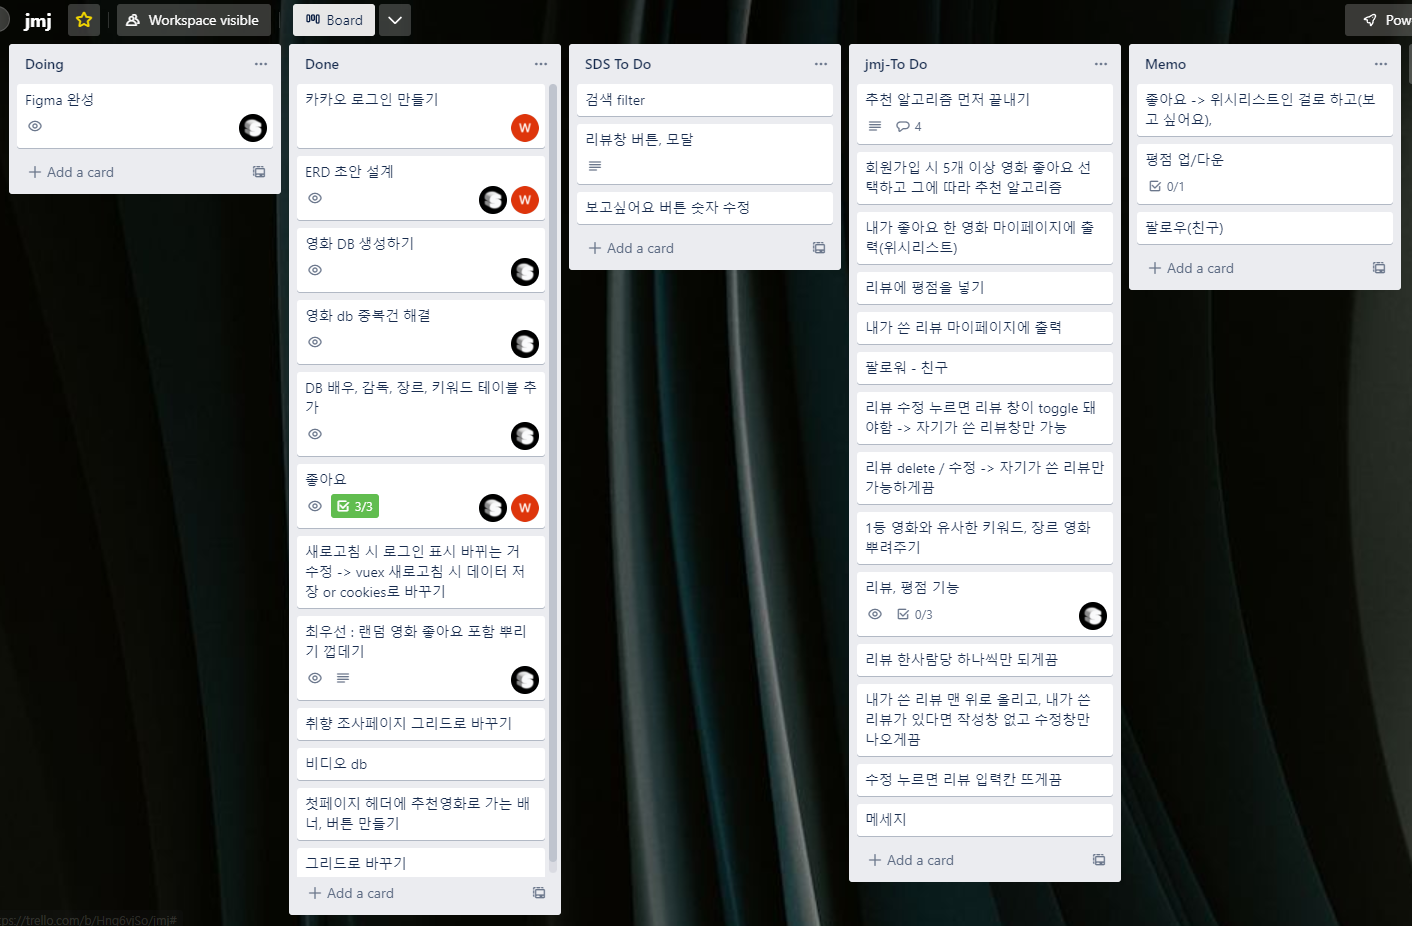 jmj
Workspace visible
Board
Pow
Doing
Figma 완성
Add a card
Done
카카오 로그인 만들기
W
ERD 초안 설계
W
영화 DB 생성하기
영화 db 중복건 해결
DB 배우, 감독, 장르, 키워드 테이블 추
가
좋아요
3/3
W
새로고침 시 로그인 표시 바뀌는 거
수정 -> vuex 새로고침 시 데이터 저
장 or cookies로 바꾸기
최우선 : 랜덤 영화 좋아요 포함 뿌리
기 껍데기
취향 조사페이지 그리드로 바꾸기
비디오 db
첫페이지 헤더에 추천영화로 가는 배
너, 버튼 만들기
그리드로 바꾸기
Add a card
SDS To Do
검색 filter
리뷰창 버튼, 모달
보고싶어요 버튼 숫자 수정
Add a card
jmj-To Do
추천 알고리즘 먼저 끝내기
4
회원가입 시 5개 이상 영화 좋아요 선
택하고 그에 따라 추천 알고리즘
내가 좋아요 한 영화 마이페이지에 출
력(위시리스트)
리뷰에 평점을 넣기
내가 쓴 리뷰 마이페이지에 출력
팔로워 - 친구
리뷰 수정 누르면 리뷰 창이 toggle 돼
야함 -> 자기가 쓴 리뷰창만 가능
리뷰 delete / 수정 -> 자기가 쓴 리뷰만
가능하게끔
1등 영화와 유사한 키워드, 장르 영화
뿌려주기
리뷰, 평점 기능
0/3
리뷰 한사람당 하나씩만 되게끔
내가 쓴 리뷰 맨 위로 올리고, 내가 쓴
리뷰가 있다면 작성창 없고 수정창만
나오게끔
수정 누르면 리뷰 입력칸 뜨게끔
메세지
Add a card
Memo
좋아요 -> 위시리스트인 걸로 하고(보
고 싶어요),
평점 업/다운
0/1
팔로우(친구)
Add a card